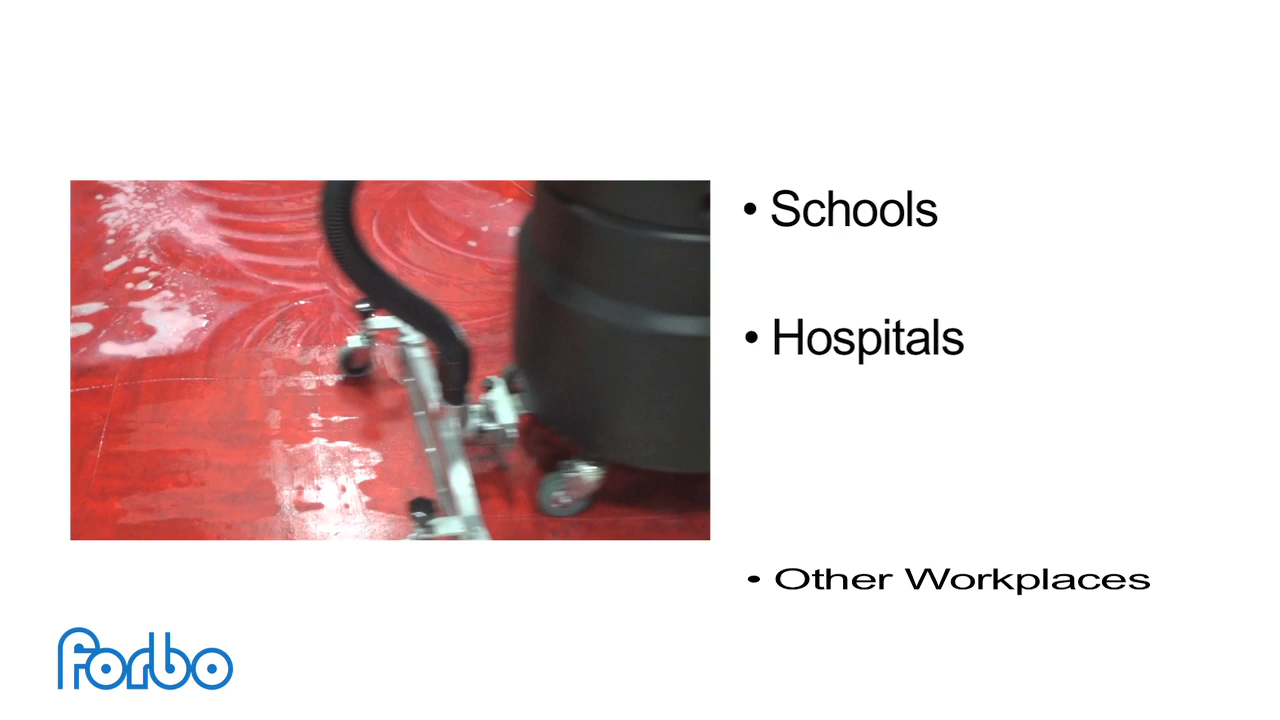 • Schools
• Hospitals
• Other Workplaces
forbo